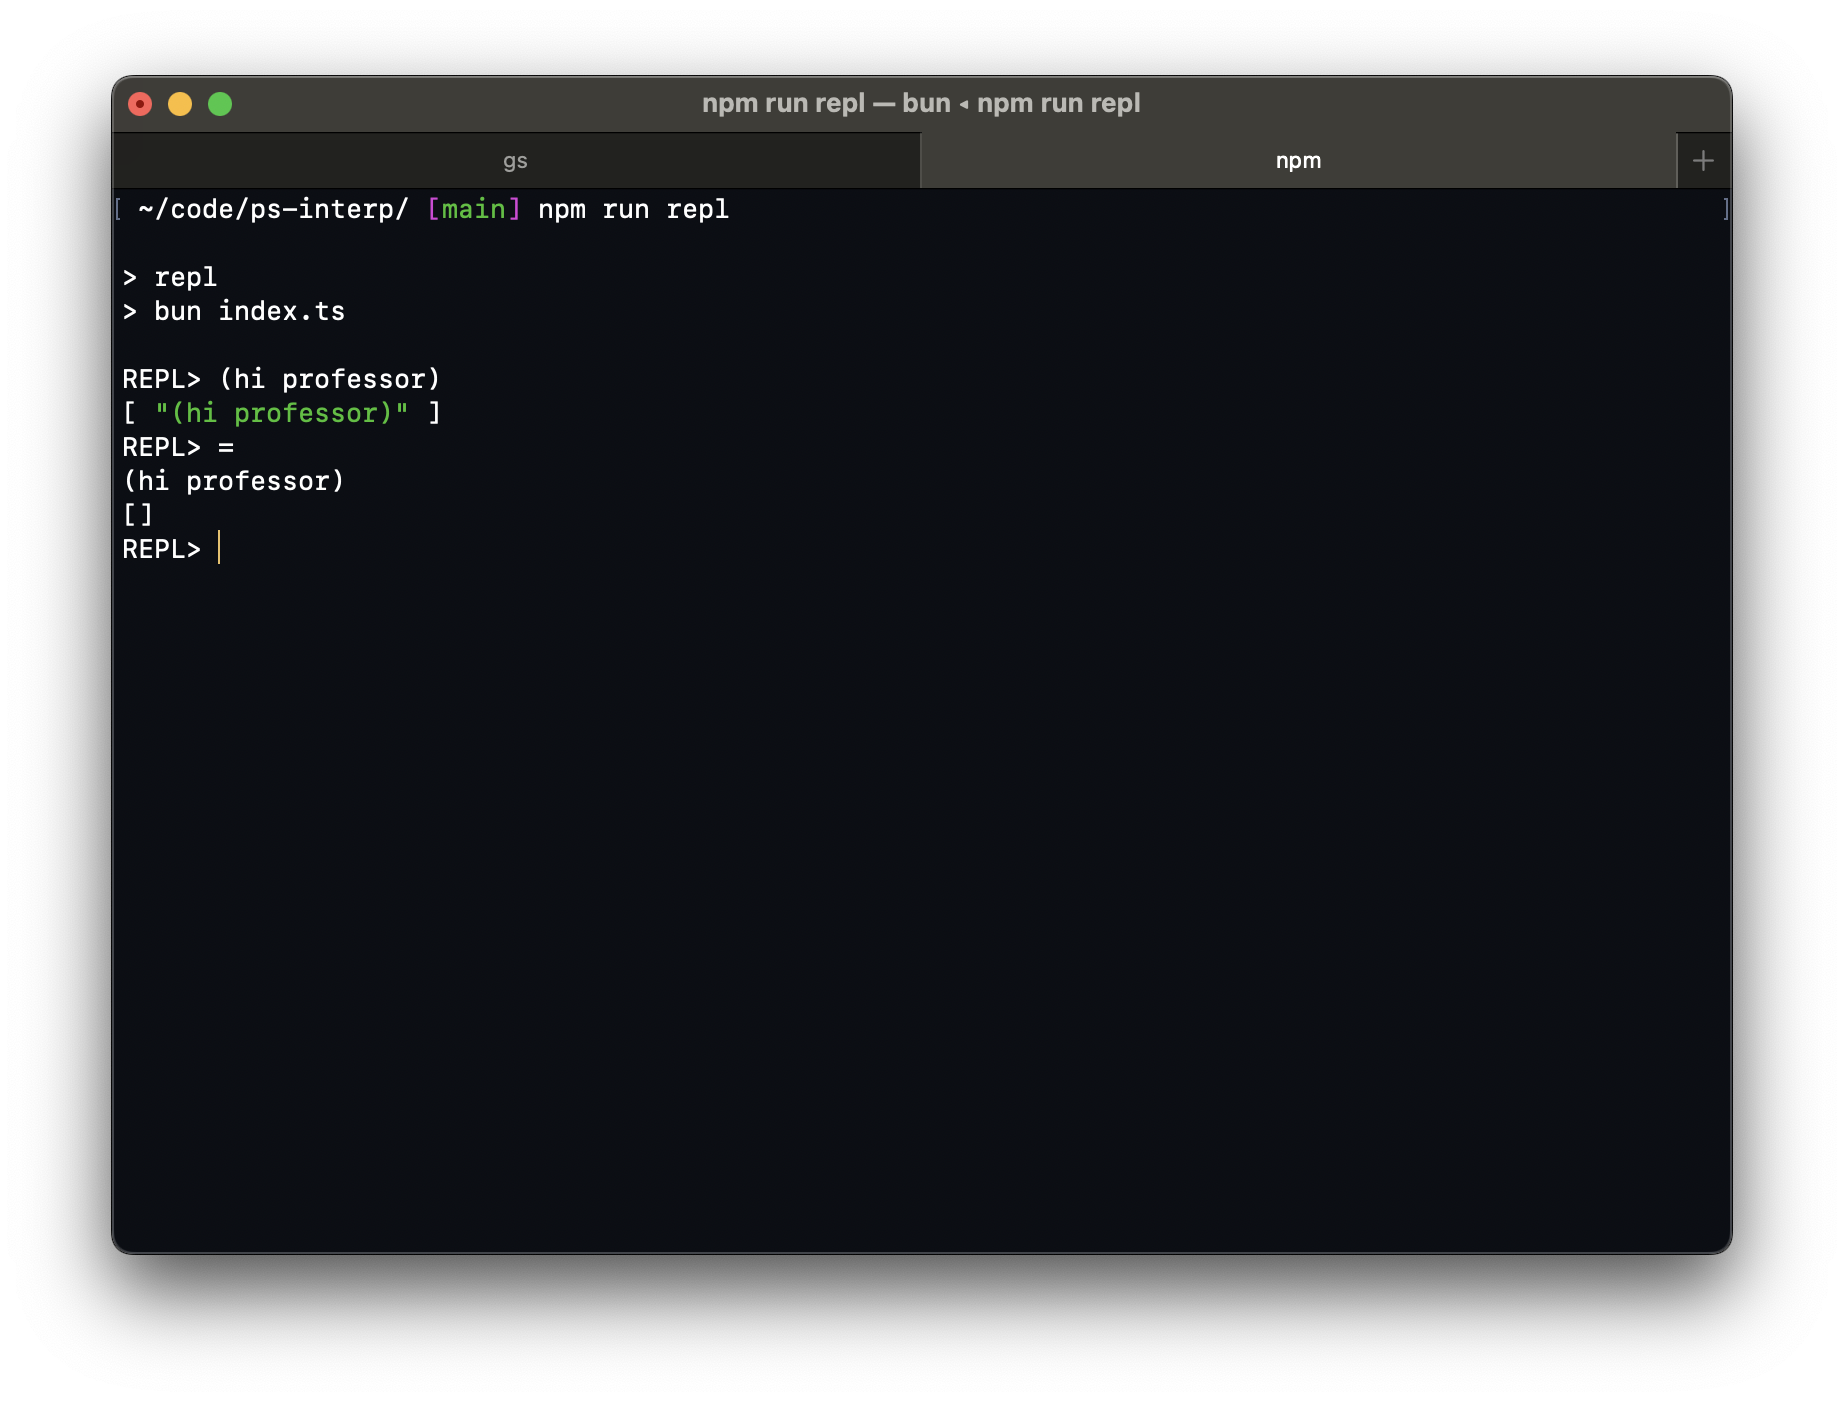 npm run repl — bun ◂ npm run repl
gs
npm
[ ~/code/ps-interp/ [main] npm run repl ]
> repl
> bun index.ts
REPL> (hi professor)
[ "(hi professor)" ]
REPL> =
(hi professor)
[]
REPL>